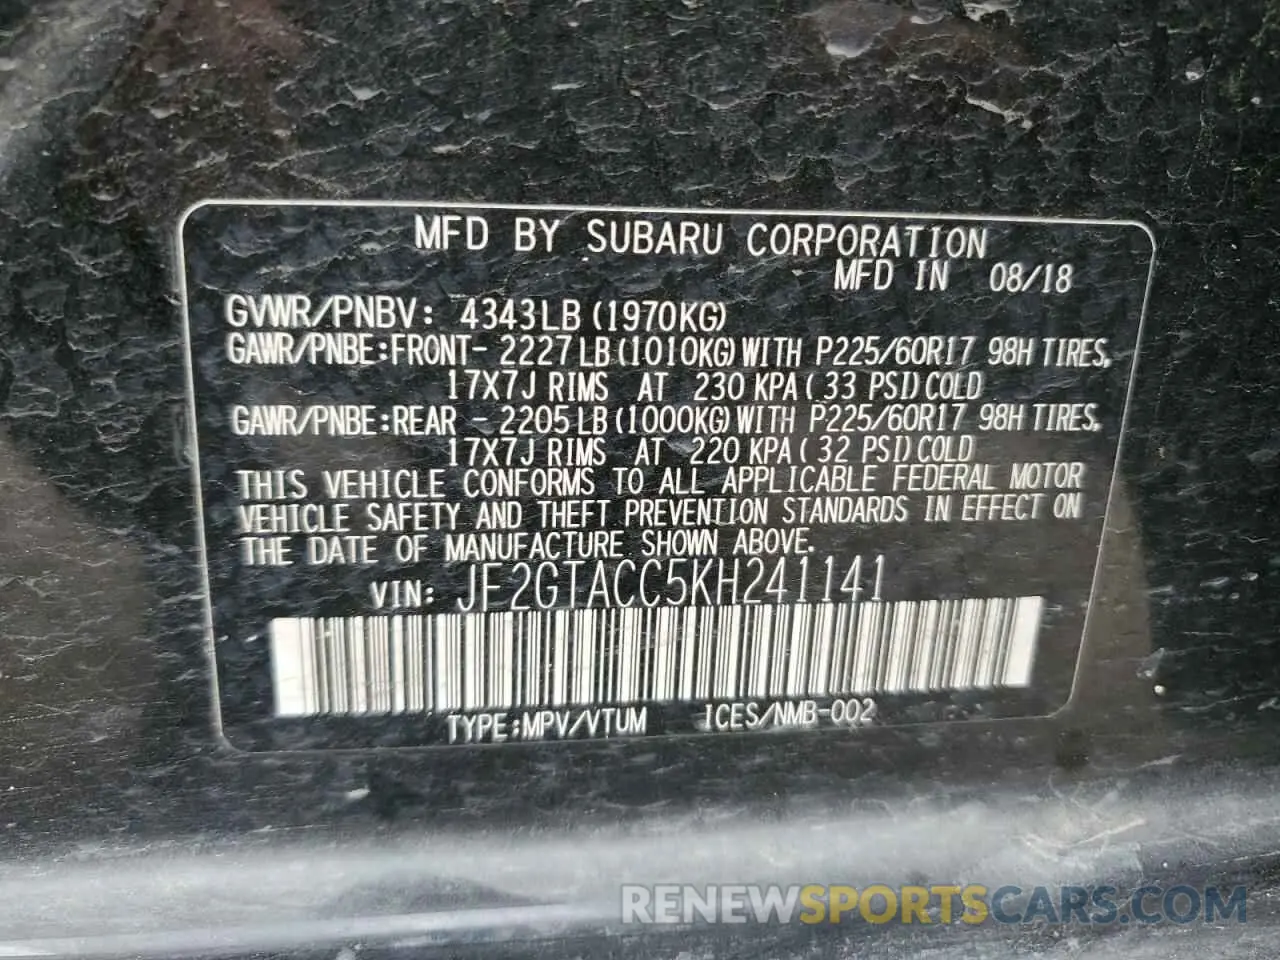 MFD BY SUBARU CORPORATION
MFD IN 08/18
GVWR/PNBV: 4343LB (1970KG)
GAWR/PNBE:FRONT- 2227LB(1010KG)WITH P225/60R17 98H TIRES,
17X7J RIMS AT 230 KPA( 33 PSI)COLD
GAWR/PNBE:REAR - 2205LB(1000KG)WITH P225/60R17 98H TIRES,
17X7J RIMS AT 220 KPA( 32 PSI)COLD
THIS VEHICLE CONFORMS TO ALL APPLICABLE FEDERAL MOTOR
VEHICLE SAFETY AND THEFT PREVENTION STANDARDS IN EFFECT ON
THE DATE OF MANUFACTURE SHOWN ABOVE.
VIN: JF2GTACC5KH241141
TYPE:MPV/VTUM ICES/NMB-002
RENEWSPORTSCARS.COM